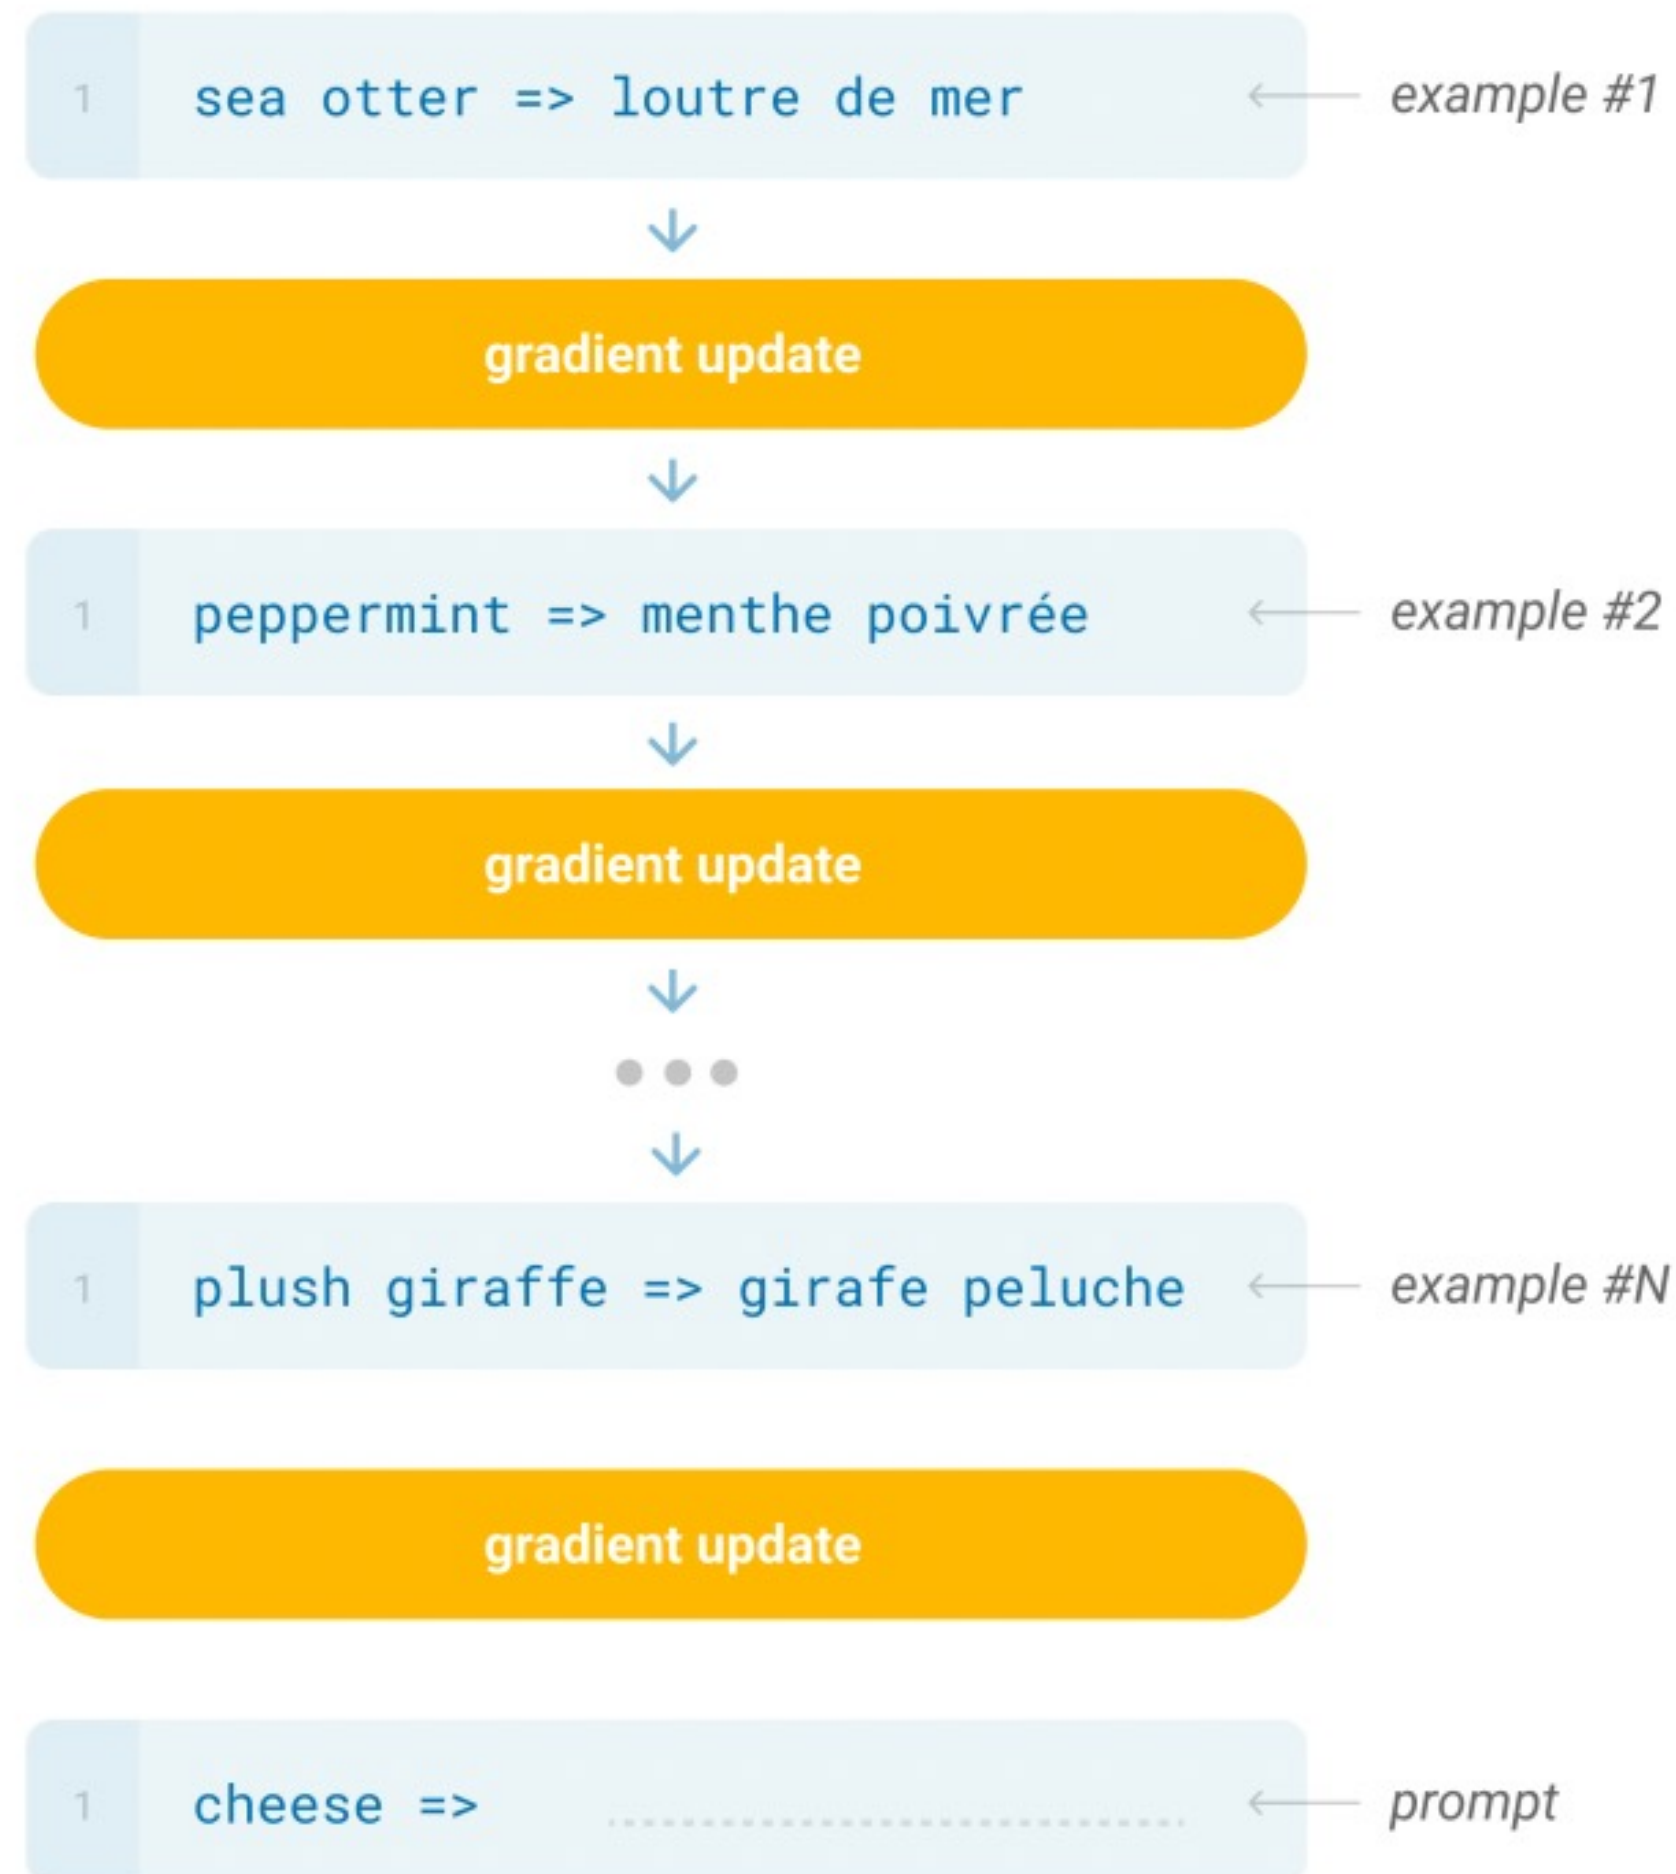 1 sea otter => loutre de mer ← example #1
gradient update
1 peppermint => menthe poivrée ← example #2
gradient update
1 plush giraffe => girafe peluche ← example #N
gradient update
1 cheese => ← prompt